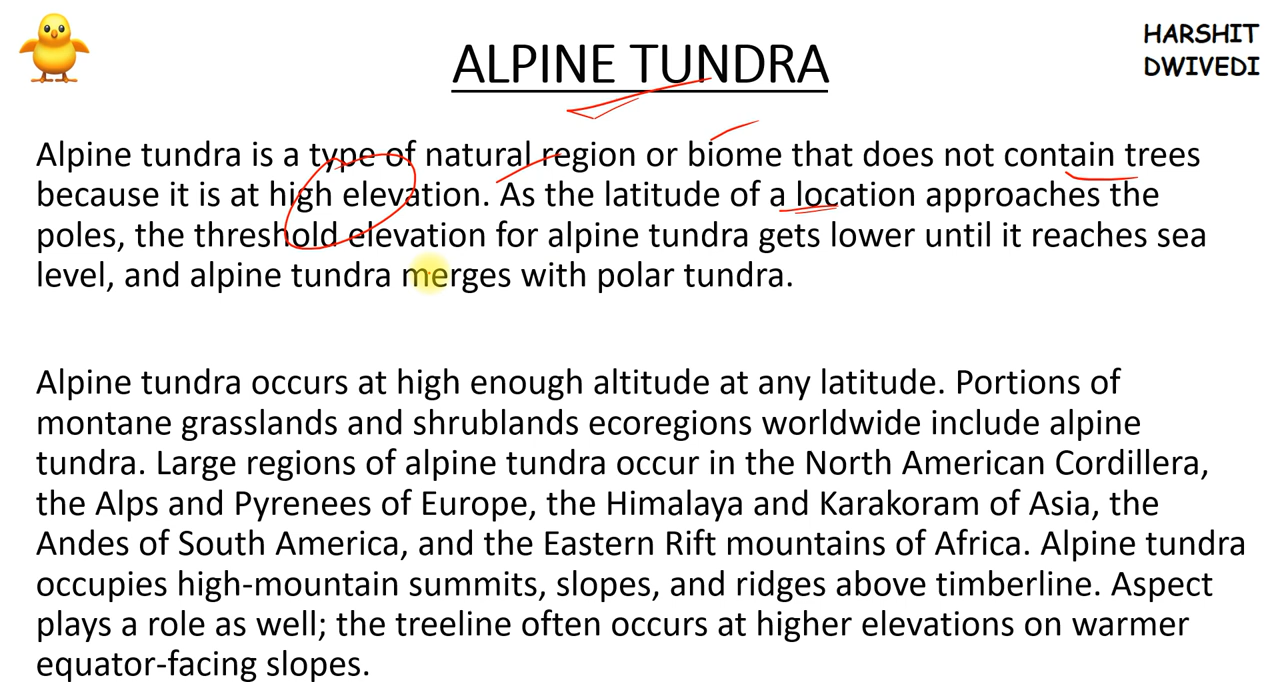 HARSHIT
DWIVEDI
ALPINE TUNDRA
Alpine tundra is a type of natural region or biome that does not contain trees
because it is at high elevation. As the latitude of a location approaches the
poles, the threshold elevation for alpine tundra gets lower until it reaches sea
level, and alpine tundra merges with polar tundra.
Alpine tundra occurs at high enough altitude at any latitude. Portions of
montane grasslands and shrublands ecoregions worldwide include alpine
tundra. Large regions of alpine tundra occur in the North American Cordillera,
the Alps and Pyrenees of Europe, the Himalaya and Karakoram of Asia, the
Andes of South America, and the Eastern Rift mountains of Africa. Alpine tundra
occupies high-mountain summits, slopes, and ridges above timberline. Aspect
plays a role as well; the treeline often occurs at higher elevations on warmer
equator-facing slopes.